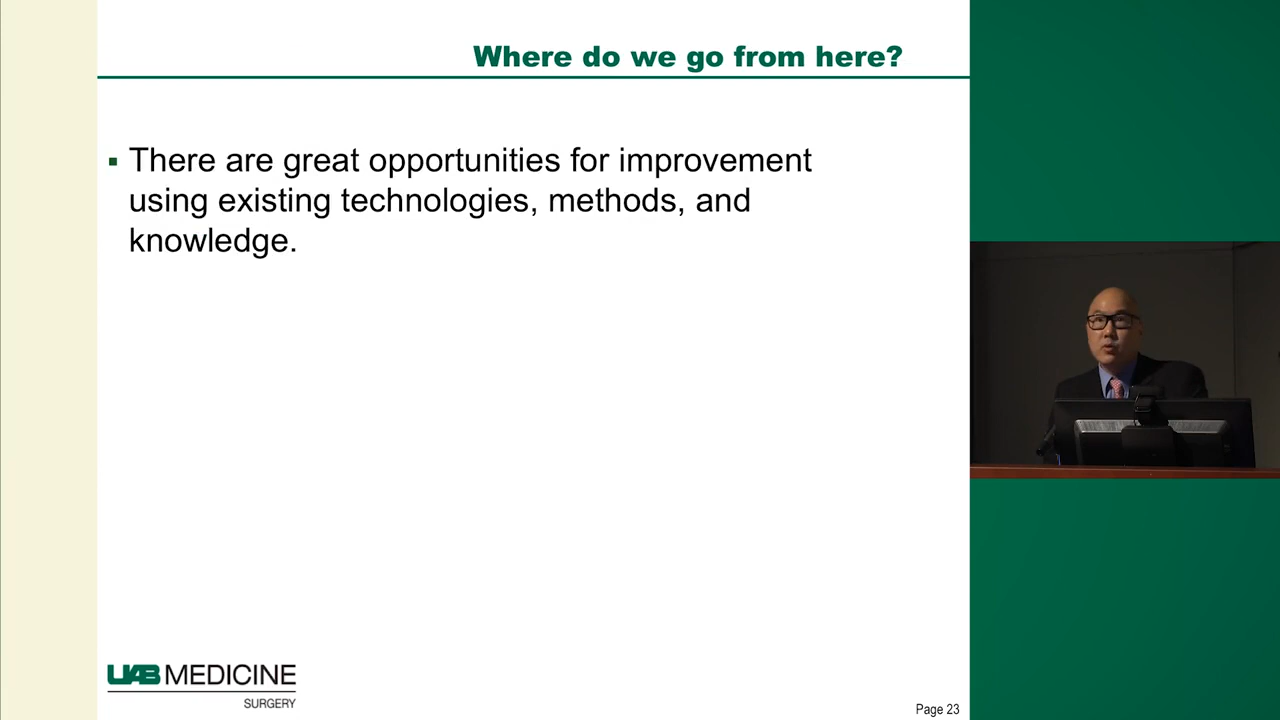 Where do we go from here?
▪ There are great opportunities for improvement
using existing technologies, methods, and
knowledge.
UAB MEDICINE
SURGERY
Page 23